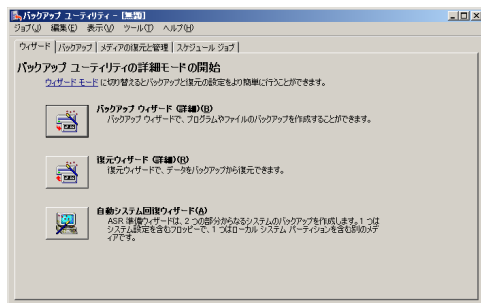 バックアップ ユーティリティ - [無題]
ジョブ(J) 編集(E) 表示(V) ツール(T) ヘルプ(H)
ウィザード バックアップ メディアの復元と管理 スケジュール ジョブ
バックアップ ユーティリティの詳細モードの開始
ウィザード モード に切り替えるとバックアップと復元の設定をより簡単に行うことができます。
バックアップ ウィザード (詳細)(B)
バックアップ ウィザードで、プログラムやファイルのバックアップを作成することができます。
復元ウィザード (詳細)(R)
復元ウィザードで、データをバックアップから復元できます。
自動システム回復ウィザード(A)
ASR 準備ウィザードは、2 つの部分からなるシステムのバックアップを作成します。1 つは
システム設定を含むフロッピーで、1 つはローカル システム パーティションを含む別のメデ
ィアです。